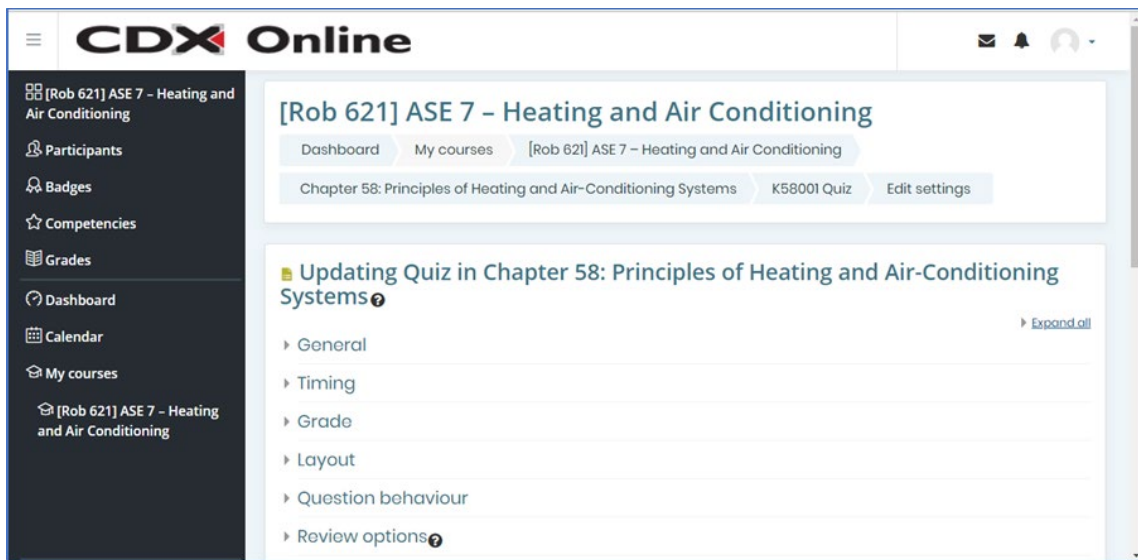 CDX Online
[Rob 621] ASE 7 – Heating and
Air Conditioning
Participants
Badges
Competencies
Grades
Dashboard
Calendar
My courses
[Rob 621] ASE 7 – Heating
and Air Conditioning
[Rob 621] ASE 7 – Heating and Air Conditioning
Dashboard My courses [Rob 621] ASE 7 – Heating and Air Conditioning
Chapter 58: Principles of Heating and Air-Conditioning Systems K58001 Quiz Edit settings
Updating Quiz in Chapter 58: Principles of Heating and Air-Conditioning
Systems
Expand all
General
Timing
Grade
Layout
Question behaviour
Review options